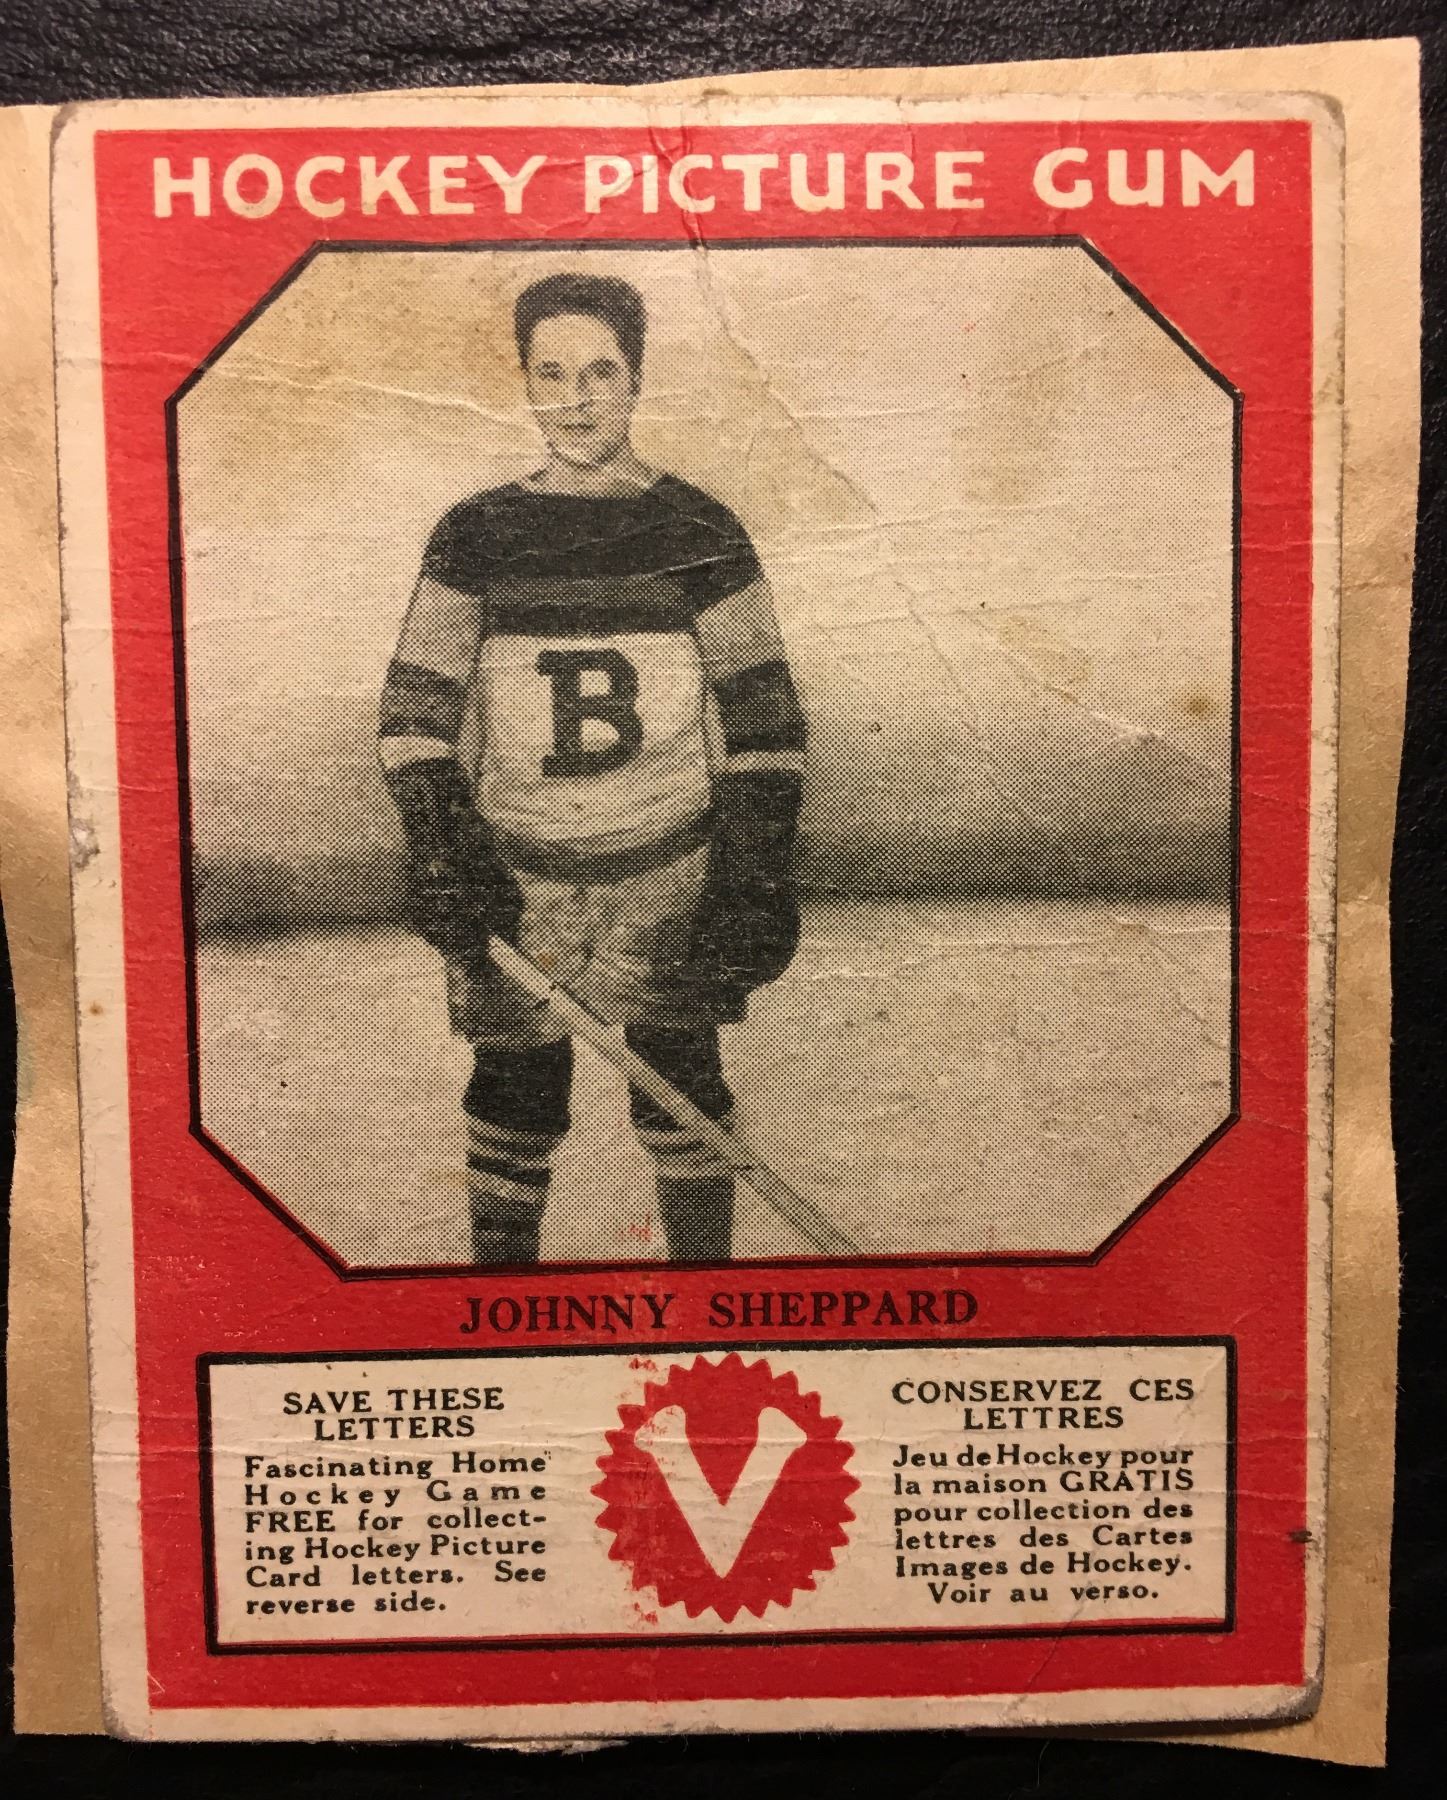 HOCKEY PICTURE GUM
B
JOHNNY SHEPPARD
SAVE THESE
LETTERS
Fascinating Home
Hockey Game
FREE for collect-
ing Hockey Picture
Card letters. See
reverse side.
V
CONSERVEZ CES
LETTRES
Jeu de Hockey pour
la maison GRATIS
pour collection des
lettres des Cartes
Images de Hockey.
Voir au verso.